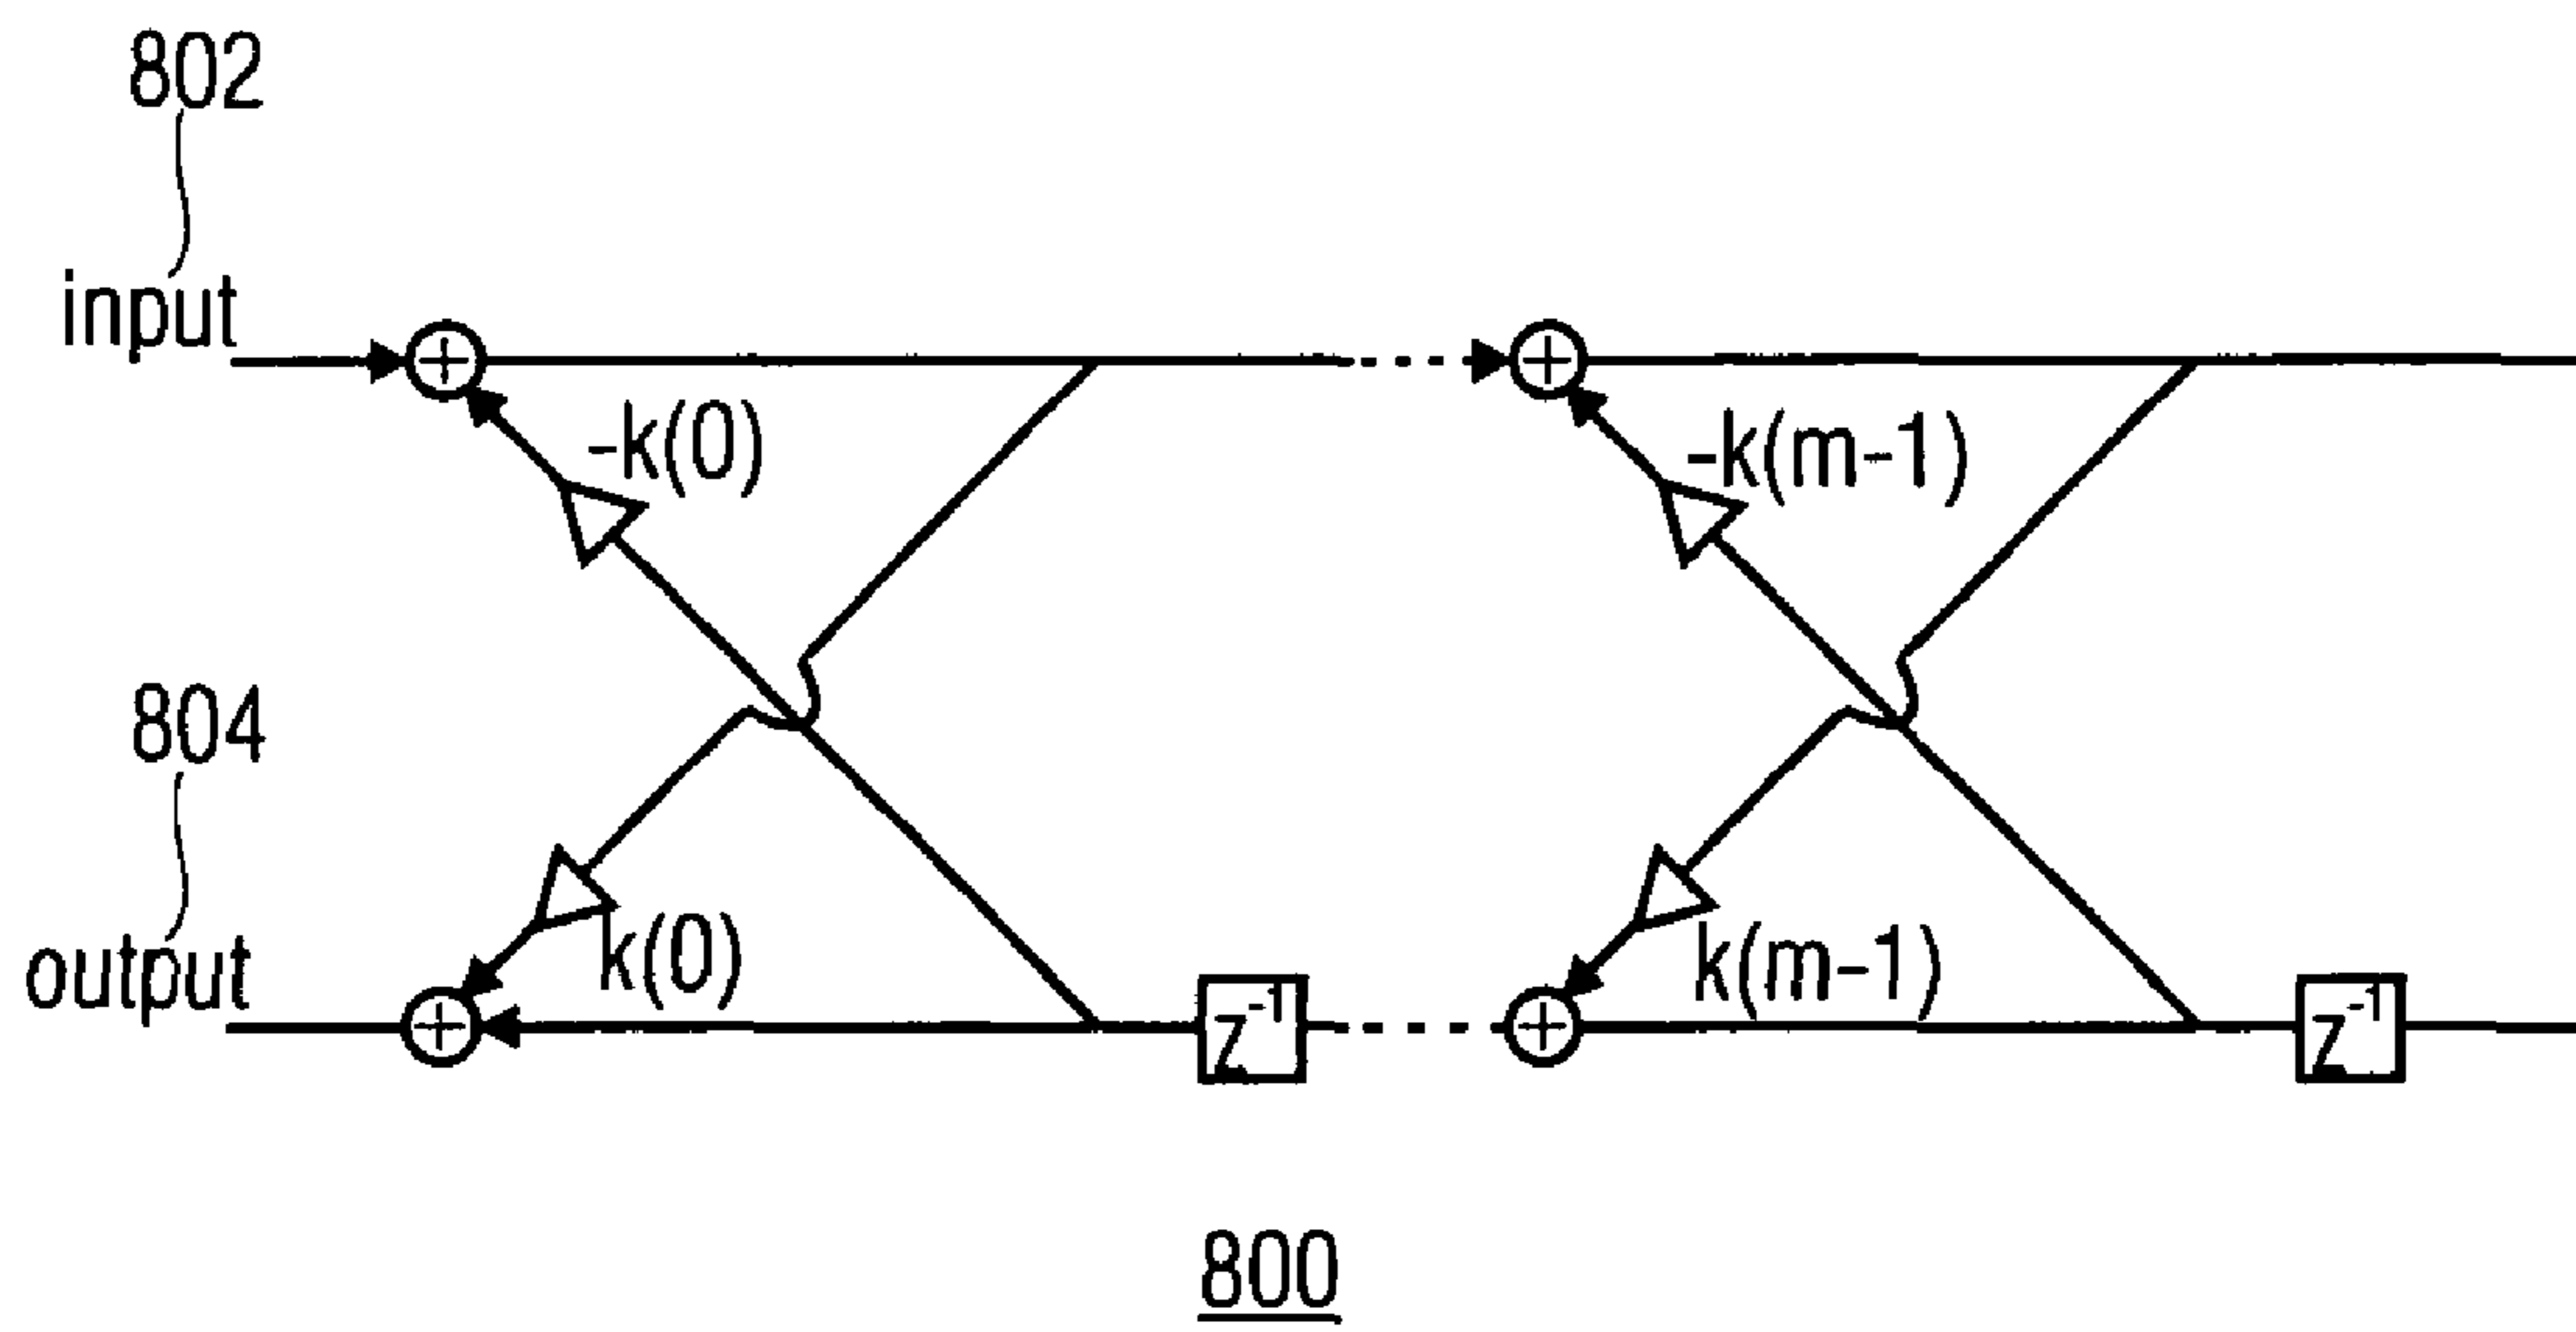 802
input
-k(0)
-k(m-1)
804
output
k(0)
k(m-1)
z⁻¹
z⁻¹
800